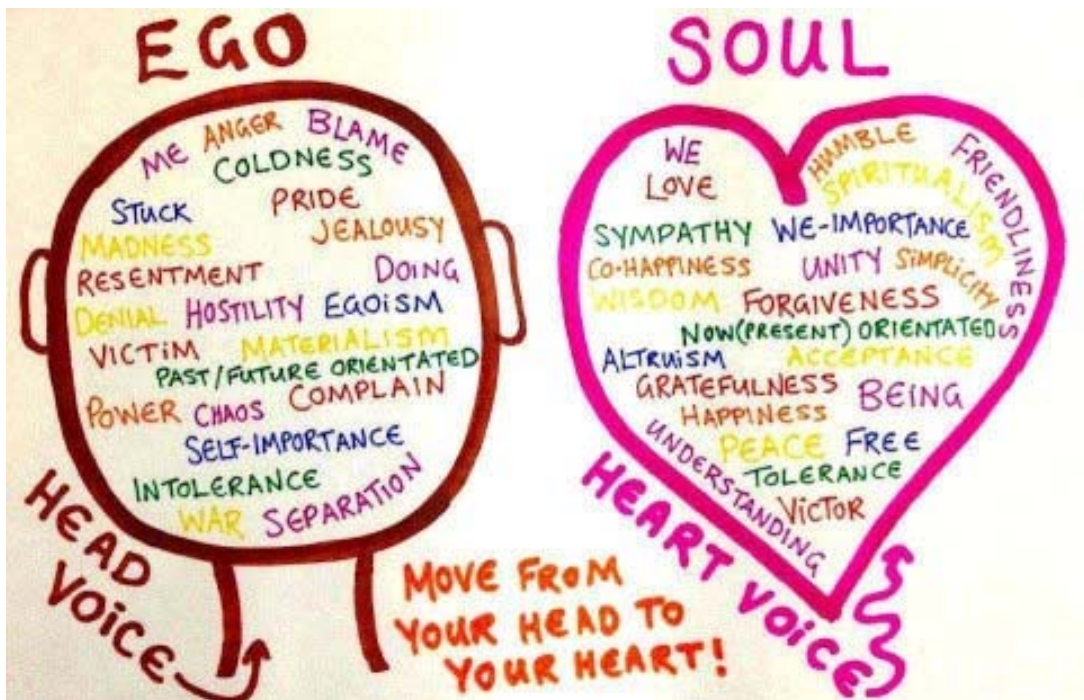 EGO
ME ANGER BLAME
COLDNESS
STUCK PRIDE
MADNESS JEALOUSY
RESENTMENT DOING
DENIAL HOSTILITY EGOISM
VICTIM MATERIALISM
PAST/FUTURE ORIENTATED
POWER CHAOS COMPLAIN
SELF-IMPORTANCE
INTOLERANCE
WAR SEPARATION
HEAD
VOICE
MOVE FROM
YOUR HEAD TO
YOUR HEART!
SOUL
WE HUMBLE FRIENDLINESS
LOVE SPIRITUALISM
SYMPATHY WE-IMPORTANCE
CO-HAPPINESS UNITY SIMPLICITY
WISDOM FORGIVENESS
NOW(PRESENT) ORIENTATED
ALTRUISM ACCEPTANCE
GRATEFULNESS BEING
HAPPINESS
UNDERSTANDING PEACE FREE
TOLERANCE
VICTOR
HEART VOICE